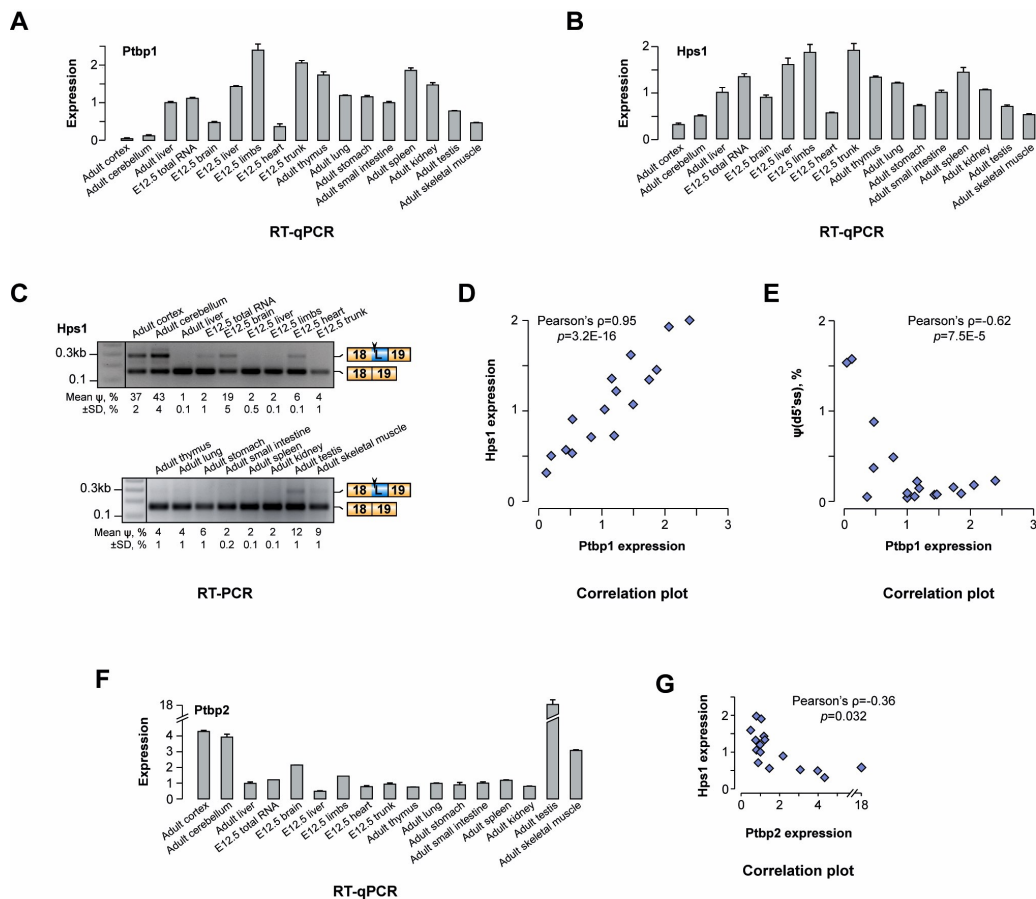 A
Ptbp1
Expression
2
1
0
Adult cortex
Adult cerebellum
Adult liver
E12.5 total RNA
E12.5 brain
E12.5 liver
E12.5 limbs
E12.5 heart
E12.5 trunk
Adult thymus
Adult lung
Adult stomach
Adult small intestine
Adult spleen
Adult kidney
Adult testis
Adult skeletal muscle
RT-qPCR
B
Hps1
Expression
2
1
0
Adult cortex
Adult cerebellum
Adult liver
E12.5 total RNA
E12.5 brain
E12.5 liver
E12.5 limbs
E12.5 heart
E12.5 trunk
Adult thymus
Adult lung
Adult stomach
Adult small intestine
Adult spleen
Adult kidney
Adult testis
Adult skeletal muscle
RT-qPCR
C
Hps1
Adult cortex
Adult cerebellum
Adult liver
E12.5 total RNA
E12.5 brain
E12.5 liver
E12.5 limbs
E12.5 heart
E12.5 trunk
0.3kb
0.1
18 L 19
18 19
Mean ψ, % 37 43 1 2 19 2 2 6 4
±SD, % 2 4 0.1 1 5 0.5 0.1 1 1
Adult thymus
Adult lung
Adult stomach
Adult small intestine
Adult spleen
Adult kidney
Adult testis
Adult skeletal muscle
0.3kb
0.1
18 L 19
18 19
Mean ψ, % 4 4 6 2 2 2 12 9
±SD, % 1 1 1 0.2 0.1 0.1 1 1
RT-PCR
D
Pearson's ρ=0.95
p=3.2E-16
Hps1 expression
2
1
0
0 1 2 3
Ptbp1 expression
Correlation plot
E
Pearson's ρ=-0.62
p=7.5E-5
ψ(d5'ss), %
2
1
0
0 1 2 3
Ptbp1 expression
Correlation plot
F
Ptbp2
Expression
18
4
3
2
1
0
Adult cortex
Adult cerebellum
Adult liver
E12.5 total RNA
E12.5 brain
E12.5 liver
E12.5 limbs
E12.5 heart
E12.5 trunk
Adult thymus
Adult lung
Adult stomach
Adult small intestine
Adult spleen
Adult kidney
Adult testis
Adult skeletal muscle
RT-qPCR
G
Pearson's ρ=-0.36
p=0.032
Hps1 expression
2
1
0
0 2 4 18
Ptbp2 expression
Correlation plot